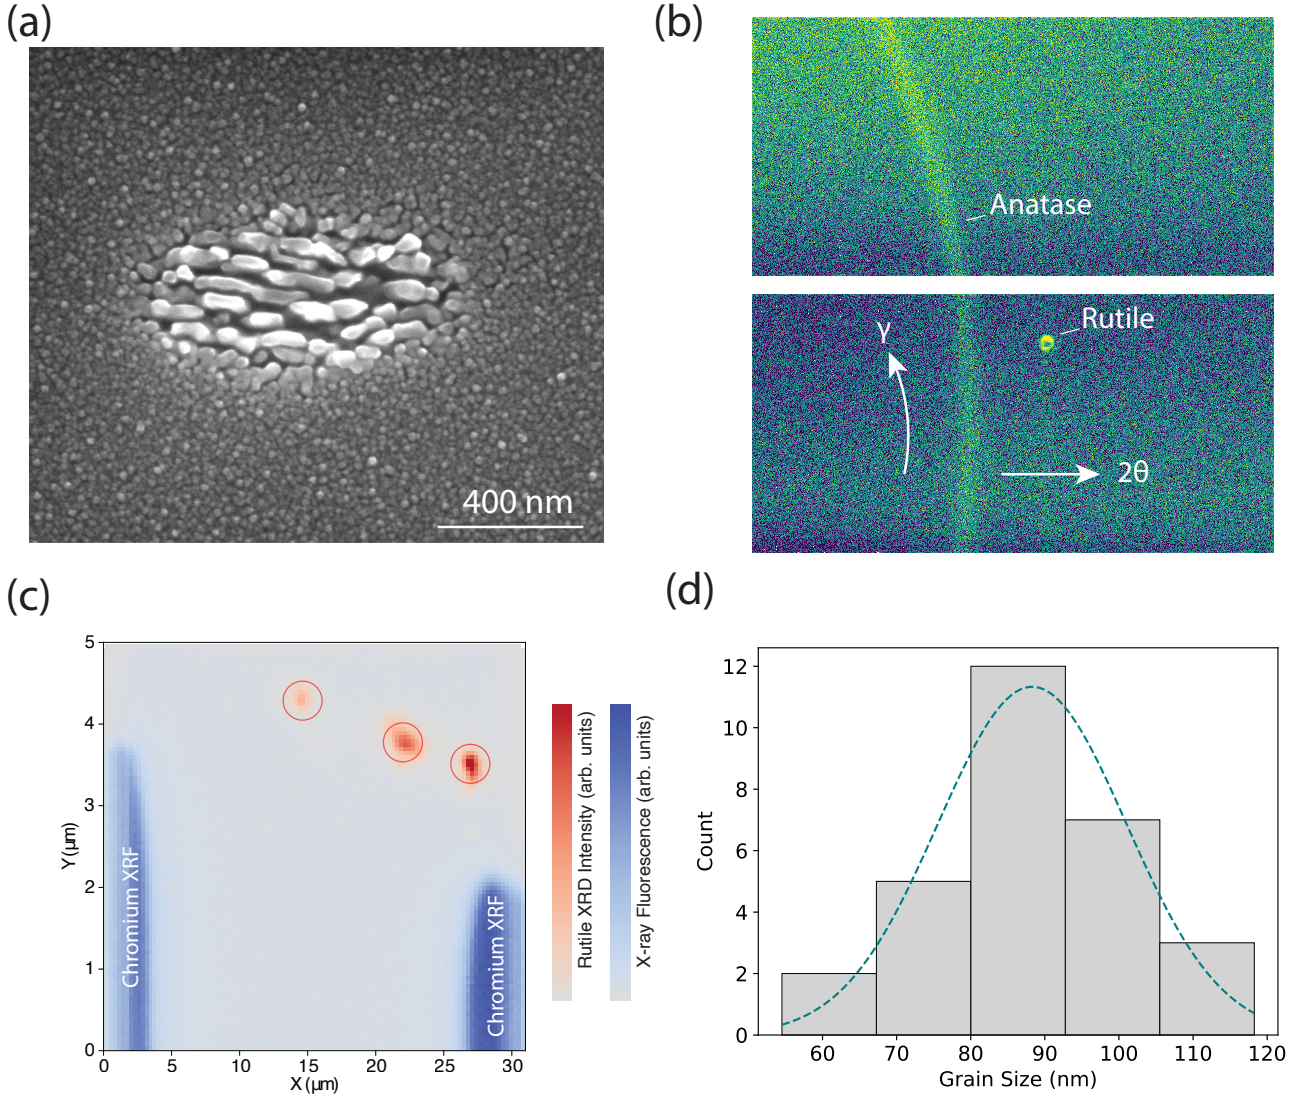 (a)
400 nm
(b)
Anatase
Rutile
γ
2θ
(c)
5
4
3
2
1
0
Y (μm)
0
5
10
15
20
25
30
X (μm)
Chromium XRF
Chromium XRF
Rutile XRD Intensity (arb. units)
X-ray Fluorescence (arb. units)
(d)
12
10
8
6
4
2
0
Count
60
70
80
90
100
110
120
Grain Size (nm)